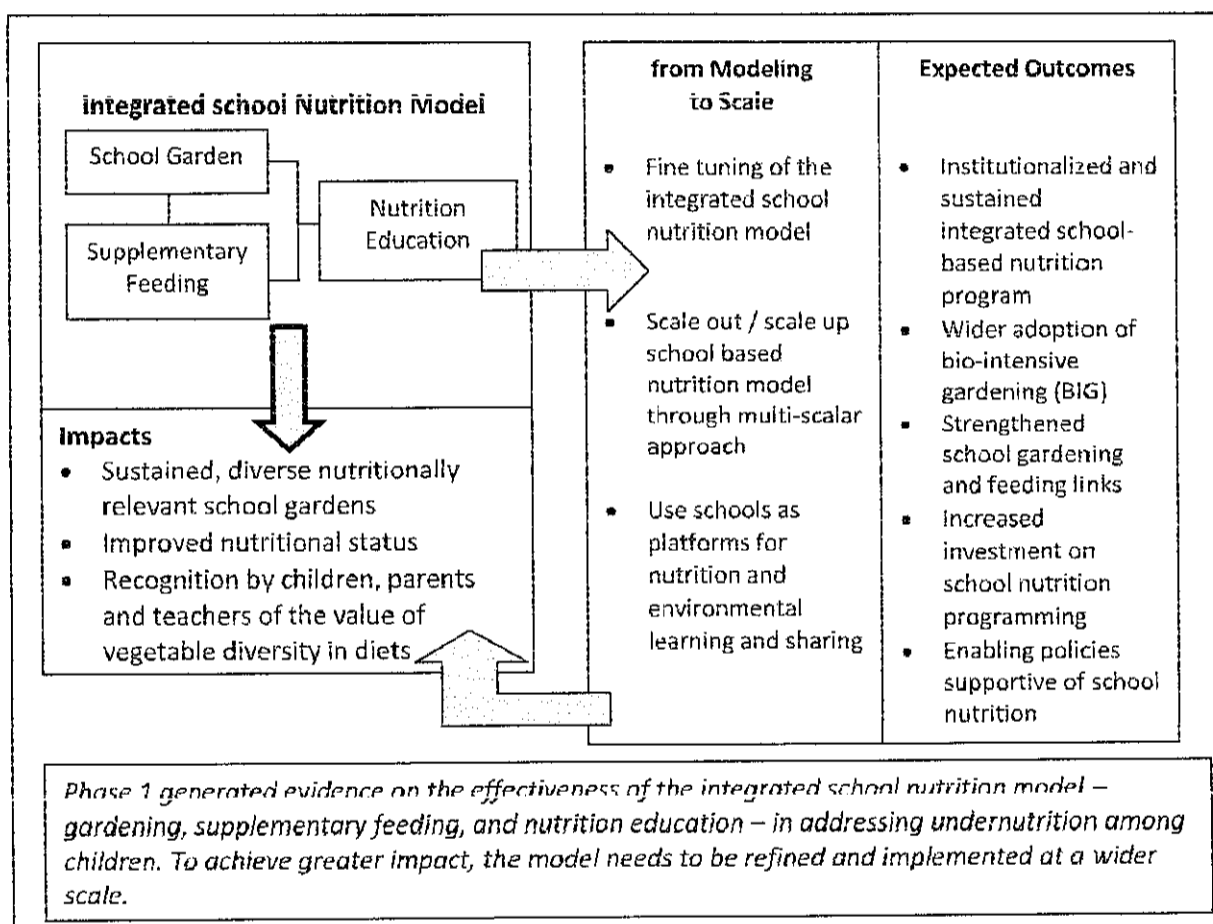 integrated school Nutrition Model
School Garden
Supplementary
Feeding
Nutrition
Education
Impacts
• Sustained, diverse nutritionally
relevant school gardens
• Improved nutritional status
• Recognition by children, parents
and teachers of the value of
vegetable diversity in diets
from Modeling
to Scale
• Fine tuning of the
integrated school
nutrition model
• Scale out / scale up
school based
nutrition model
through multi-scalar
approach
• Use schools as
platforms for
nutrition and
environmental
learning and sharing
Expected Outcomes
• Institutionalized and
sustained
integrated school-
based nutrition
program
• Wider adoption of
bio-intensive
gardening (BIG)
• Strengthened
school gardening
and feeding links
• Increased
investment on
school nutrition
programming
• Enabling policies
supportive of school
nutrition
Phase 1 generated evidence on the effectiveness of the integrated school nutrition model –
gardening, supplementary feeding, and nutrition education – in addressing undernutrition among
children. To achieve greater impact, the model needs to be refined and implemented at a wider
scale.